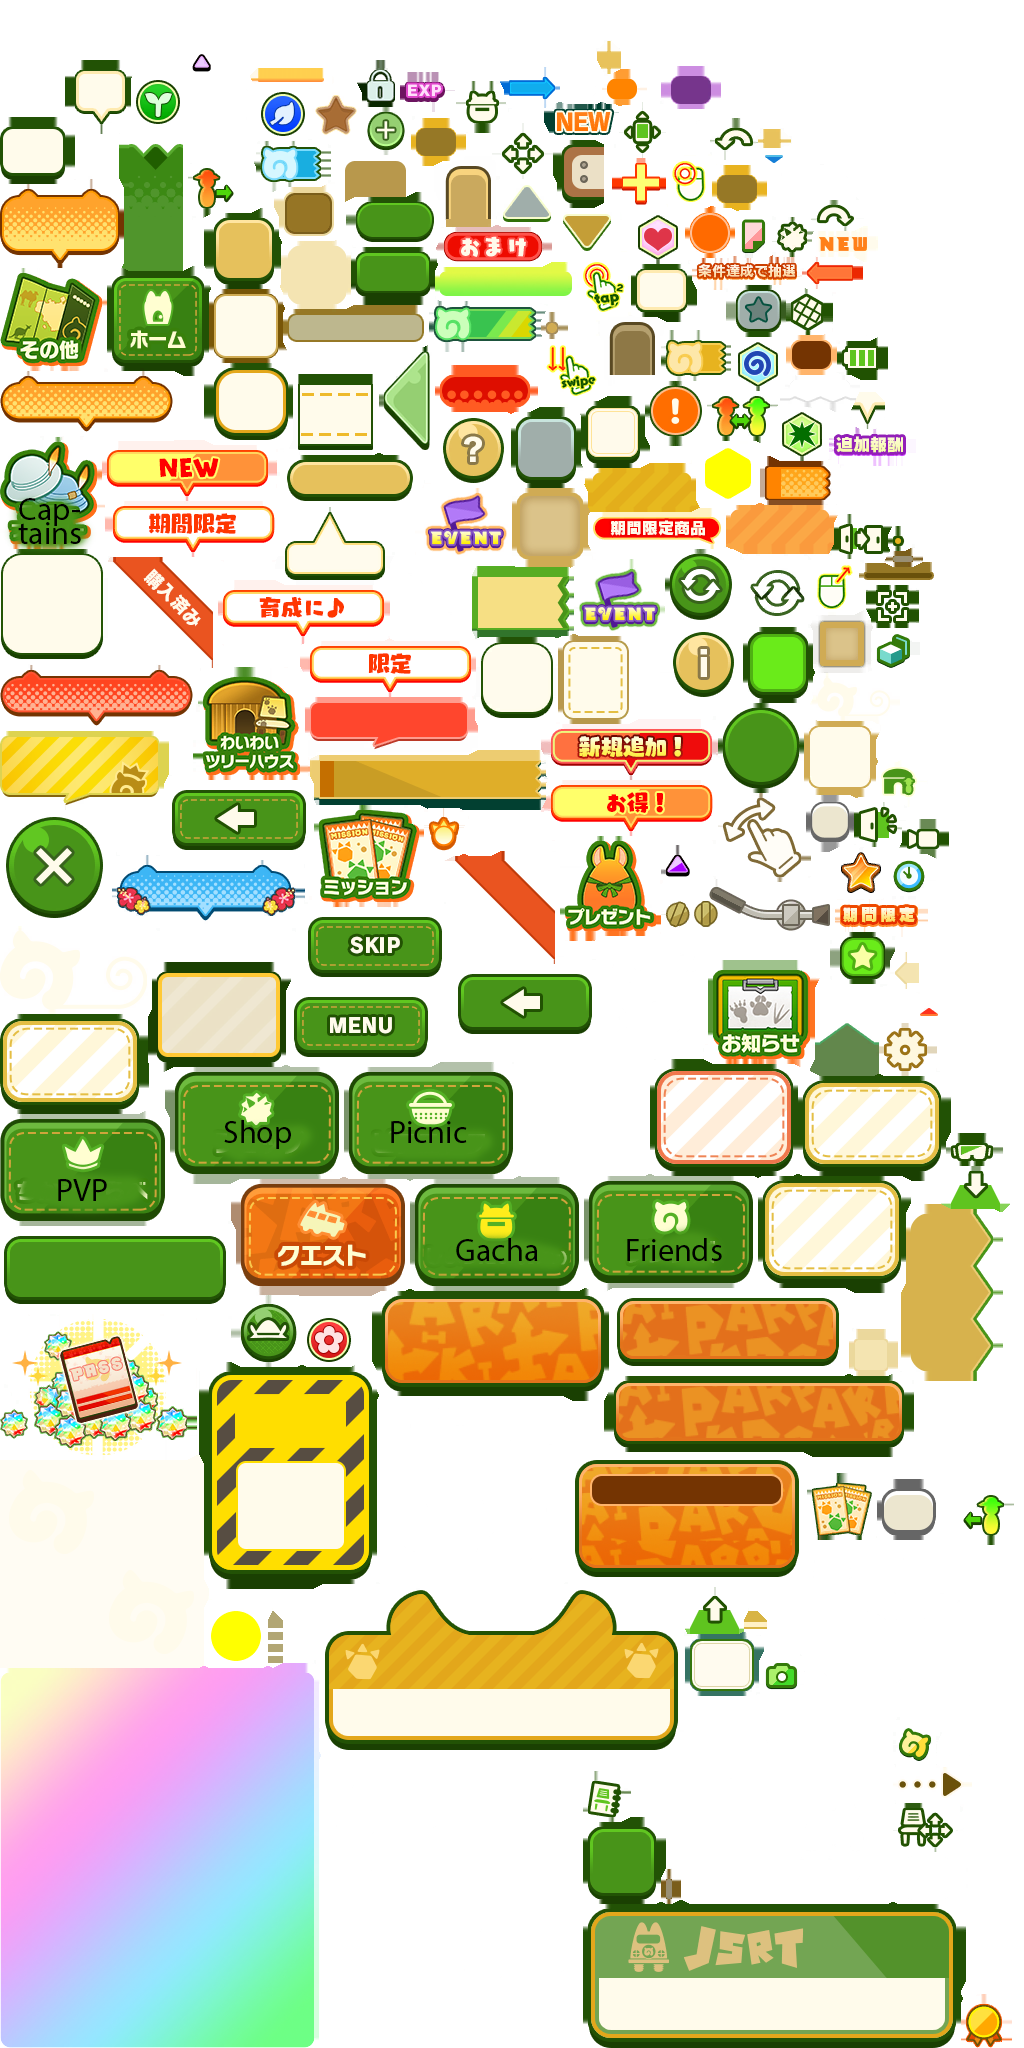 EXP
NEW
NEW
おまけ
条件達成で抽選
tap
2
その他
ホーム
swipe
追加報酬
NEW
Cap-
tains
期間限定
EVENT
期間限定商品
購入済み
育成に♪
EVENT
限定
わいわい
ツリーハウス
新規追加！
お得！
MISSION
MISSION
ミッション
プレゼント
期間限定
SKIP
MENU
お知らせ
Shop
Picnic
PVP
クエスト
Gacha
Friends
PASS
JSRT